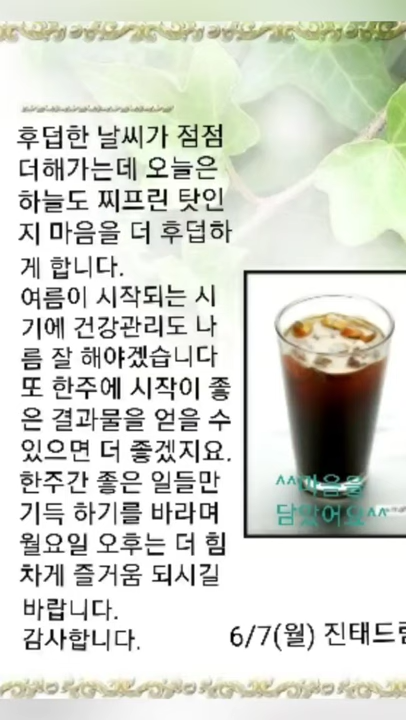 후덥한 날씨가 점점
더해가는데 오늘은
하늘도 찌프린 탓인
지 마음을 더 후덥하
게 합니다.
여름이 시작되는 시
기에 건강관리도 나
름 잘 해야겠습니다
또 한주에 시작이 좋
은 결과물을 얻을 수
있으면 더 좋겠지요.
한주간 좋은 일들만
기득 하기를 바라며
월요일 오후는 더 힘
차게 즐거움 되시길
바랍니다.
감사합니다.
^^마음을
담았어요^^
6/7(월) 진태드림